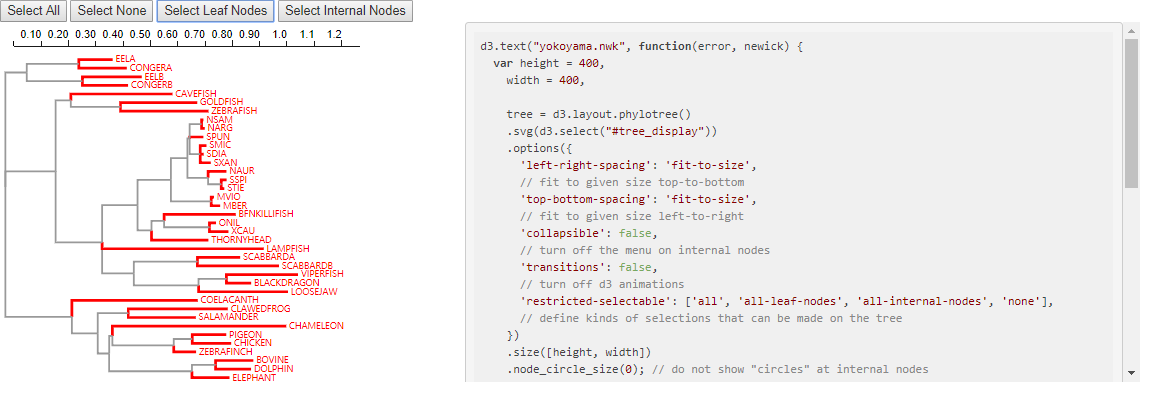 Select All
Select None
Select Leaf Nodes
Select Internal Nodes
0.10 0.20 0.30 0.40 0.50 0.60 0.70 0.80 0.90 1.0 1.1 1.2
EELA
CONGERA
EELB
CONGERB
CAVEFISH
GOLDFISH
ZEBRAFISH
NSAM
NARG
SPUN
SMIC
SDIA
SXAN
NAUR
SSPI
STIE
MVIO
MBER
BFNKILLIFISH
ONIL
XCAU
THORNYHEAD
LAMPFISH
SCABBARDA
SCABBARDB
VIPERFISH
BLACKDRAGON
LOOSEJAW
COELACANTH
CLAWEDFROG
SALAMANDER
CHAMELEON
PIGEON
CHICKEN
ZEBRAFINCH
BOVINE
DOLPHIN
ELEPHANT
d3.text("yokoyama.nwk", function(error, newick) {
var height = 400,
width = 400,
tree = d3.layout.phylotree()
.svg(d3.select("#tree_display"))
.options({
'left-right-spacing': 'fit-to-size',
// fit to given size top-to-bottom
'top-bottom-spacing': 'fit-to-size',
// fit to given size left-to-right
'collapsible': false,
// turn off the menu on internal nodes
'transitions': false,
// turn off d3 animations
'restricted-selectable': ['all', 'all-leaf-nodes', 'all-internal-nodes', 'none'],
// define kinds of selections that can be made on the tree
})
.size([height, width])
.node_circle_size(0); // do not show "circles" at internal nodes